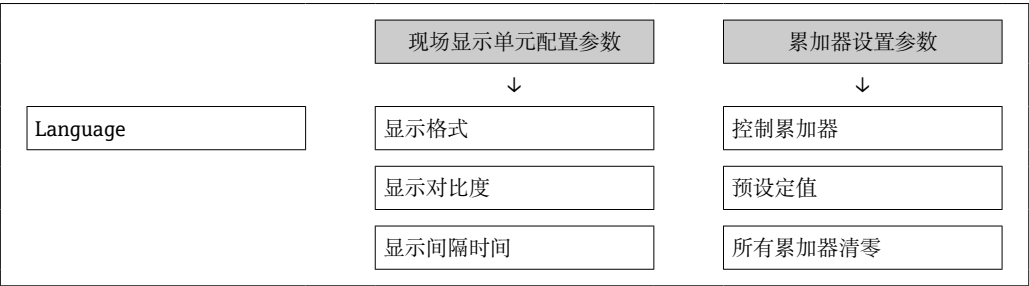 现场显示单元配置参数
累加器设置参数
↓
↓
Language
显示格式
控制累加器
显示对比度
预设定值
显示间隔时间
所有累加器清零